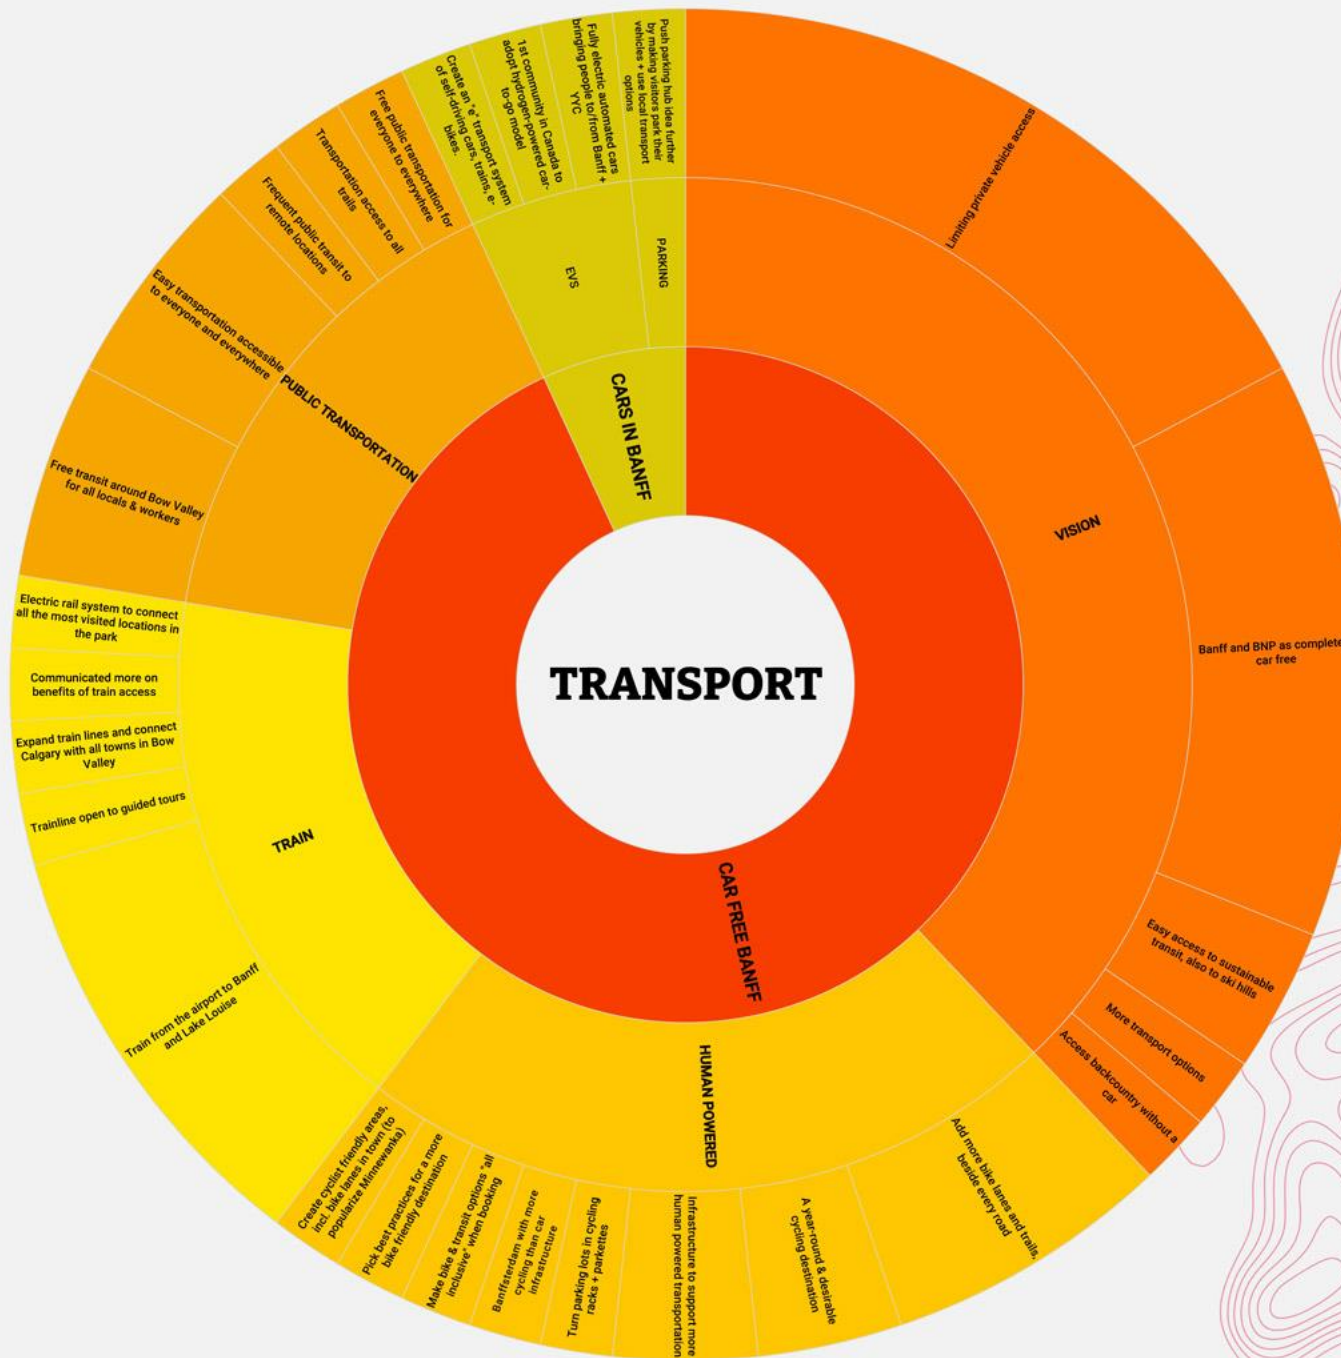 TRANSPORT
CAR FREE BANFF
CARS IN BANFF
VISION
Limiting private vehicle access
Banff and BNP as complete
car free
Easy access to sustainable
transit, also to ski hills
More transport options
Access backcountry without a
car
HUMAN POWERED
Add more bike lanes and trails,
beside every road
A year-round & desirable
cycling destination
Infrastructure to support more
human powered transportation
Turn parking lots in cycling
racks + parkettes
Banffsterdam with more
cycling than car
infrastructure
Make bike & transit options "all
inclusive" when booking
Pick best practices for a more
bike friendly destination
Create cyclist friendly areas,
incl. bike lanes in town (to
popularize Minnewanka)
TRAIN
Train from the airport to Banff
and Lake Louise
Trainline open to guided tours
Expand train lines and connect
Calgary with all towns in Bow
Valley
Communicated more on
benefits of train access
Electric rail system to connect
all the most visited locations in
the park
PUBLIC TRANSPORTATION
Free transit around Bow Valley
for all locals & workers
Easy transportation accessible
to everyone and everywhere
Frequent public transit to
remote locations
Transportation access to all
trails
Free public transportation for
everyone to everywhere
EVS
Create an "e" transport system
of self-driving cars, trains, e-
bikes.
1st community in Canada to
adopt hydrogen-powered car-
to-go model
Fully electric automated cars
bringing people to/from Banff +
YYC
PARKING
Push parking hub idea further
by making visitors park their
vehicles + use local transport
options